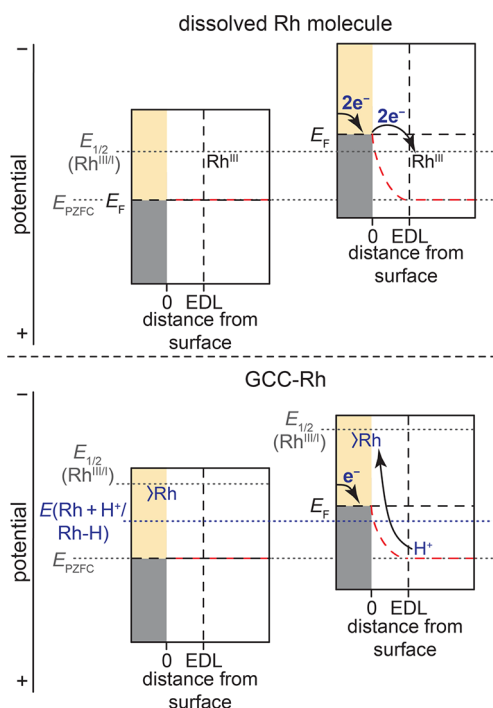 dissolved Rh molecule
−
2e⁻ 2e⁻
E1/2
(RhIII/I)
RhIII
EF
RhIII
EPZFC EF
potential
0 EDL
distance from
surface
0 EDL
distance from
surface
+
GCC-Rh
−
E1/2
(RhIII/I)
Rh
E1/2
(RhIII/I)
Rh
e⁻
E(Rh + H⁺/
Rh-H)
EF
EPZFC
H⁺
potential
0 EDL
distance from
surface
0 EDL
distance from
surface
+